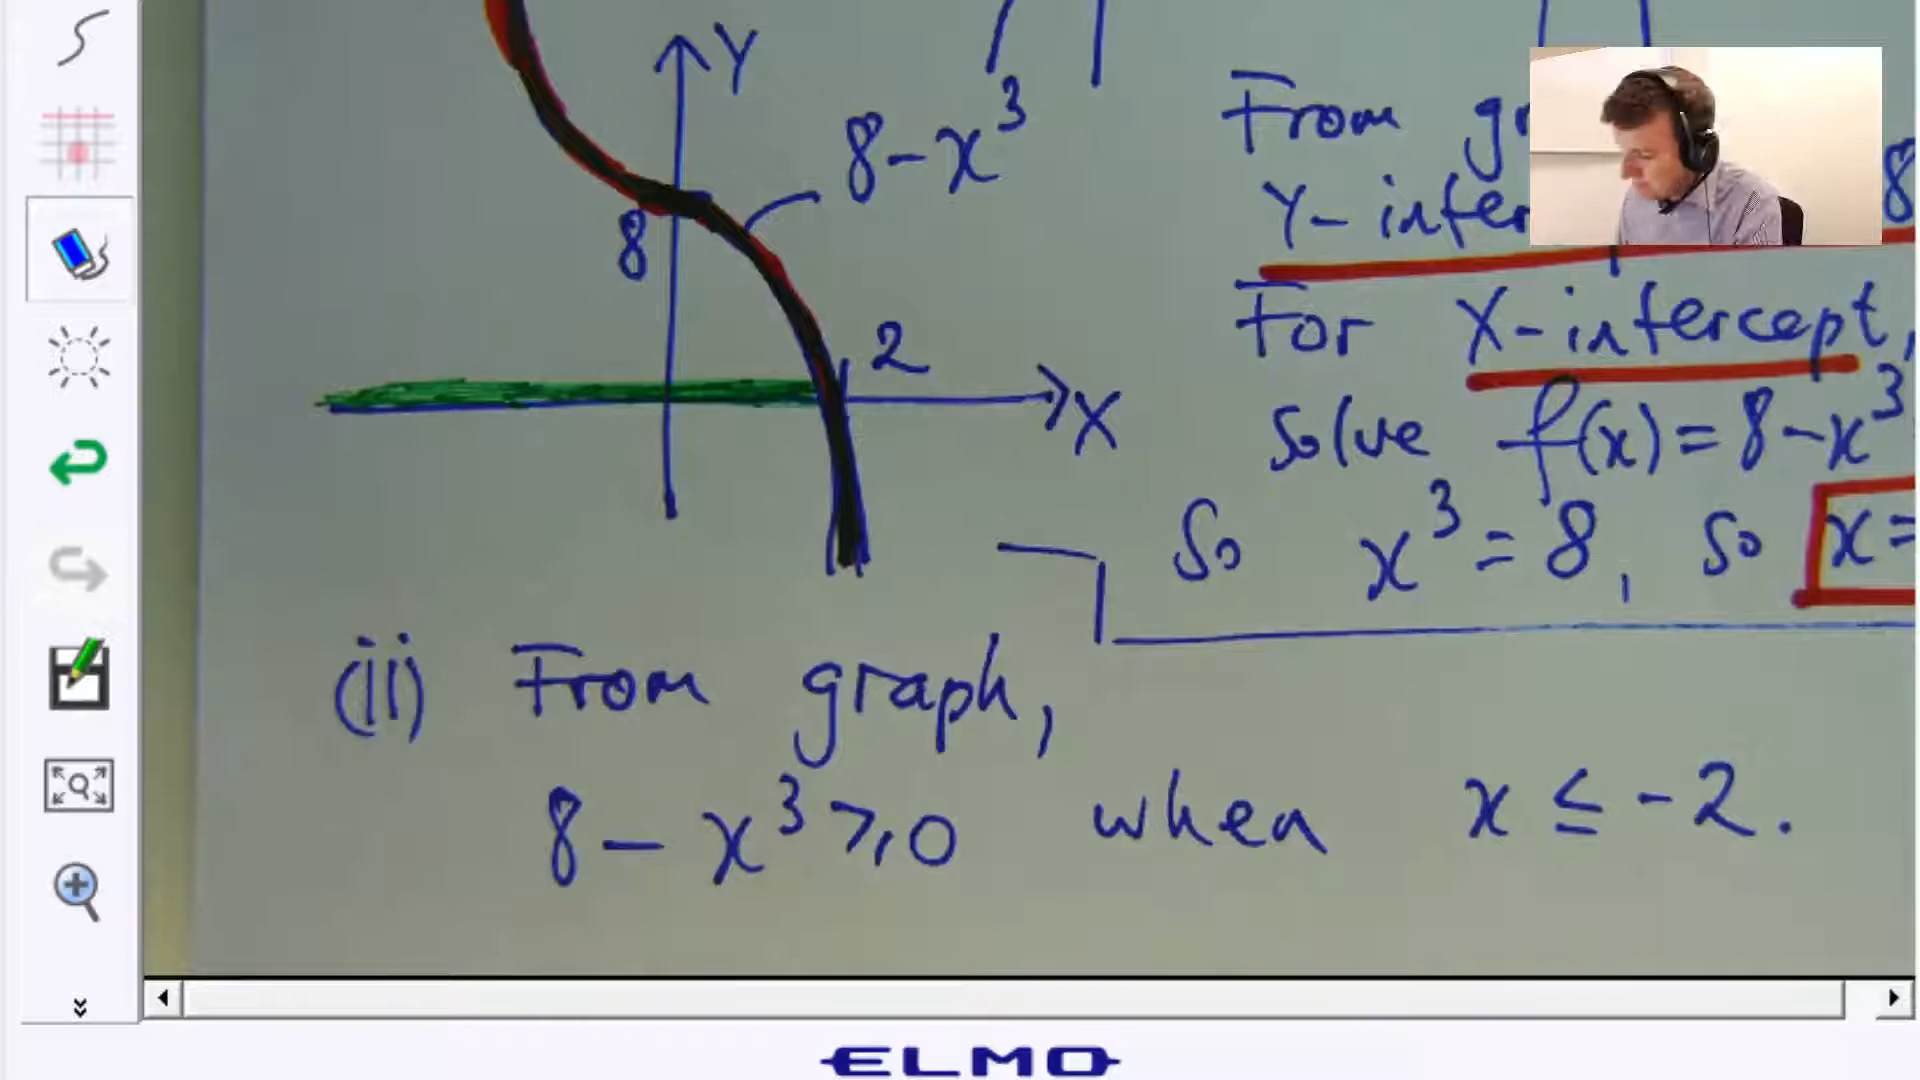 Y
8-x³
8
2
X
From
Y-inter
8
For X-intercept,
solve f(x)=8-x³
So x³=8, so x=
(ii) From graph,
8-x³≥0 when x≤-2.
ELMO